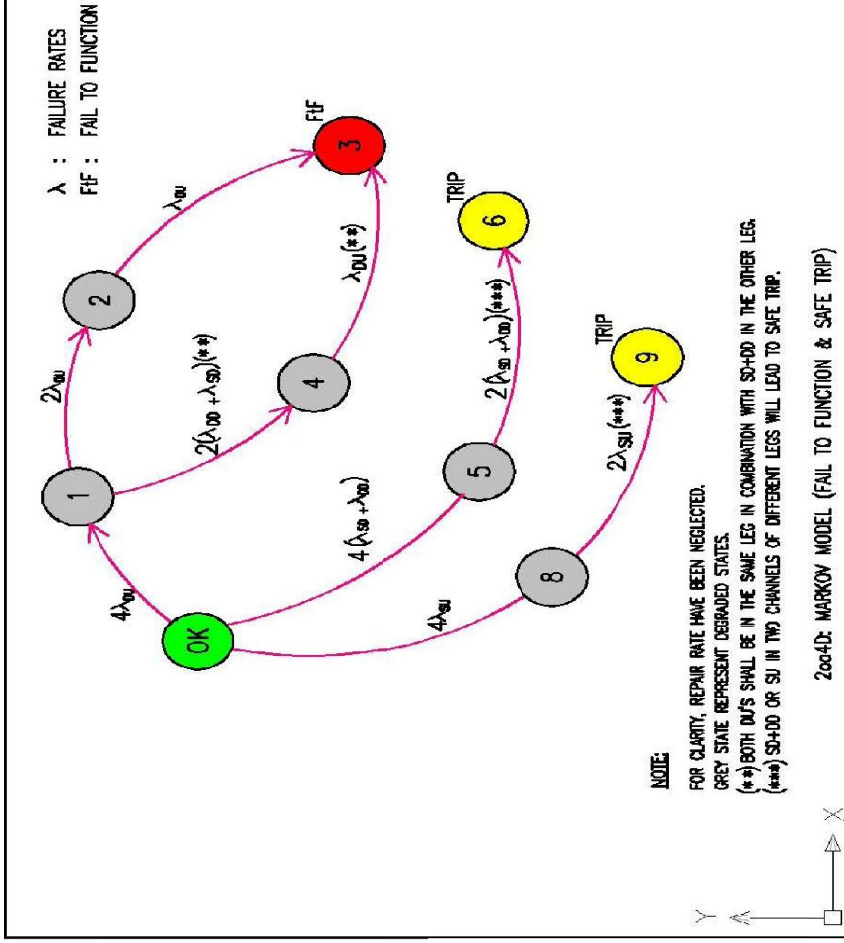 λ : FAILURE RATES
FtF : FAIL TO FUNCTION
OK
1
2
3
4
5
6
8
9
FtF
TRIP
TRIP
4λDU
2λDU
λDU
2(λDD + λSD)(**)
λDU(**)
4(λSD + λDD)
2(λSD + λDD)(***)
4λSU
2λSU(***)
NOTE:
FOR CLARITY, REPAIR RATE HAVE BEEN NEGLECTED.
GREY STATE REPRESENT DEGRADED STATES.
(**) BOTH DU'S SHALL BE IN THE SAME LEG IN COMBINATION WITH SD+DD IN THE OTHER LEG.
(***) SD+DD OR SU IN TWO CHANNELS OF DIFFERENT LEGS WILL LEAD TO SAFE TRIP.
2oo4D: MARKOV MODEL (FAIL TO FUNCTION & SAFE TRIP)
Y
X